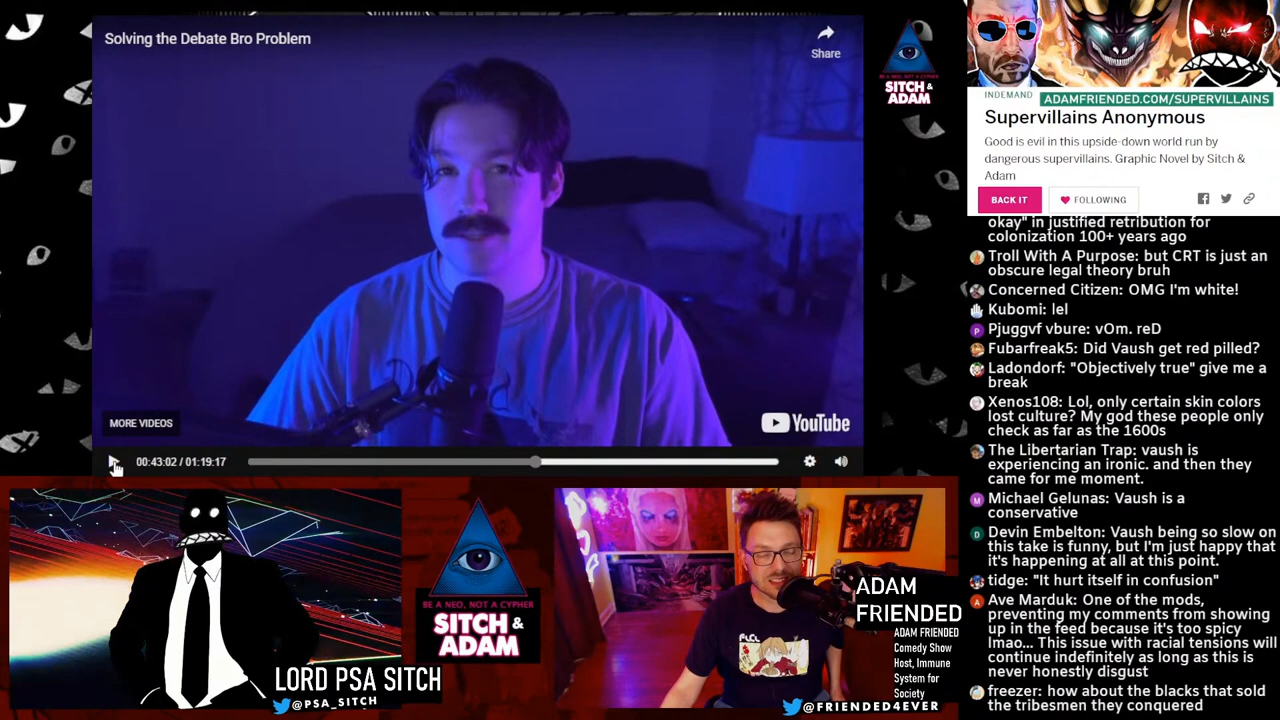 Solving the Debate Bro Problem
Share
MORE VIDEOS
YouTube
00:43:02 / 01:19:17
BE A NEO, NOT A CYPHER
SITCH &
ADAM
INDEMAND
ADAMFRIENDED.COM/SUPERVILLAINS
Supervillains Anonymous
Good is evil in this upside-down world run by
dangerous supervillains. Graphic Novel by Sitch &
Adam
BACK IT
FOLLOWING
okay" in justified retribution for
colonization 100+ years ago
Troll With A Purpose: but CRT is just an
obscure legal theory bruh
Concerned Citizen: OMG I'm white!
Kubomi: lel
P
Pjuggvf vbure: vOm. reD
Fubarfreak5: Did Vaush get red pilled?
Ladondorf: "Objectively true" give me a
break
Xenos108: Lol, only certain skin colors
lost culture? My god these people only
check as far as the 1600s
The Libertarian Trap: vaush is
experiencing an ironic. and then they
came for me moment.
M
Michael Gelunas: Vaush is a
conservative
D
Devin Embelton: Vaush being so slow on
this take is funny, but I'm just happy that
it's happening at all at this point.
tidge: "It hurt itself in confusion"
A
Ave Marduk: One of the mods,
preventing my comments from showing
up in the feed because it's too spicy
lmao... This issue with racial tensions will
continue indefinitely as long as this is
never honestly disgust
freezer: how about the blacks that sold
the tribesmen they conquered
LORD PSA SITCH
@PSA_SITCH
BE A NEO, NOT A CYPHER
SITCH &
ADAM
FLCL
ADAM
FRIENDED
ADAM FRIENDED
Comedy Show
Host, Immune
System for
Society
@FRIENDED4EVER